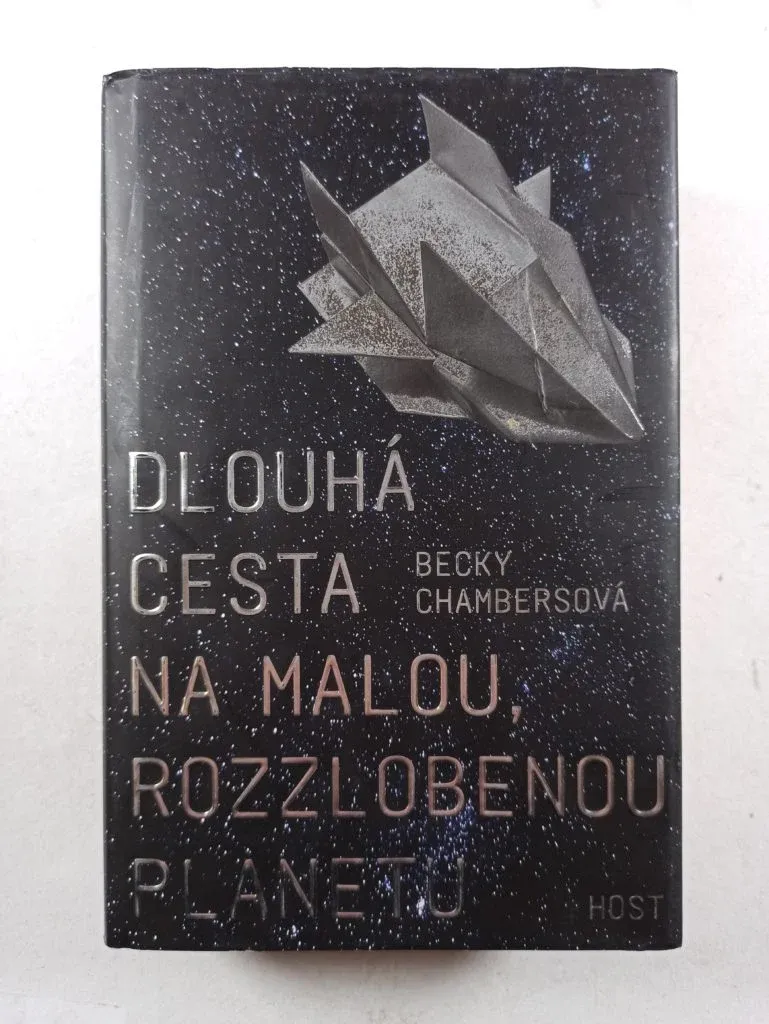 DLOUHÁ
CESTA
BECKY
CHAMBERSOVÁ
NA MALOU,
ROZZLOBENOU
PLANETU
HOST